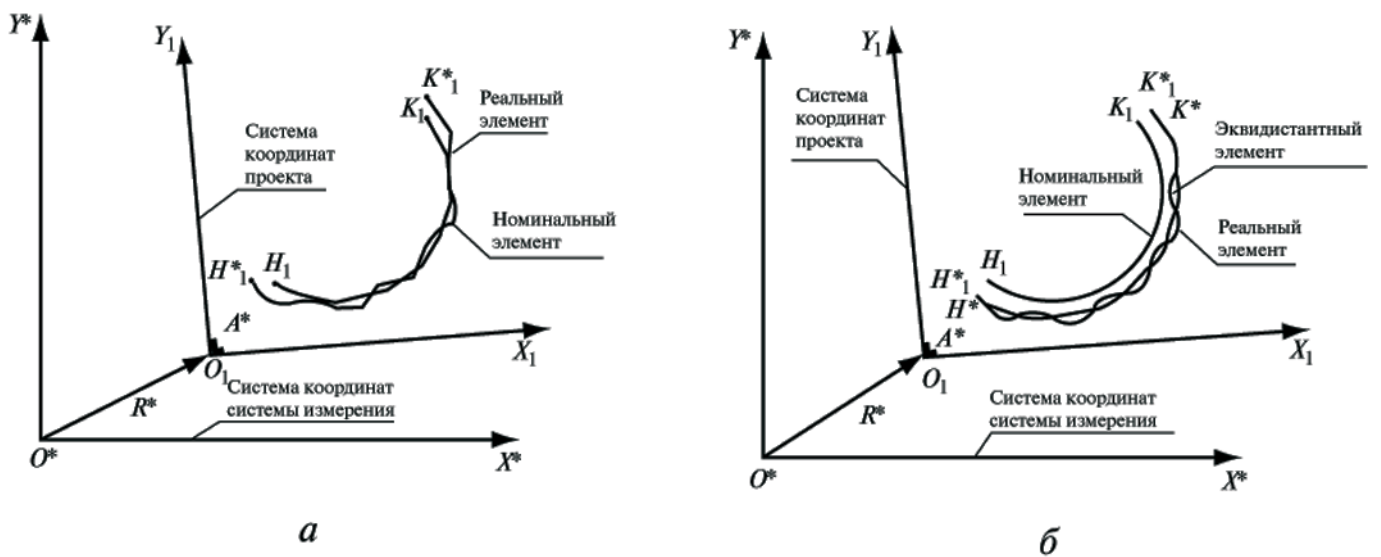 Y*
Y₁
K*₁
K₁
Реальный
элемент
Система
координат
проекта
Номинальный
элемент
H*₁
H₁
A*
O₁
X₁
Система координат
системы измерения
R*
O*
X*
а
Y*
Y₁
Система
координат
проекта
K*₁
K₁
K*
Эквидистантный
элемент
Номинальный
элемент
Реальный
элемент
H*₁
H₁
H*
A*
O₁
X₁
Система координат
системы измерения
R*
O*
X*
б